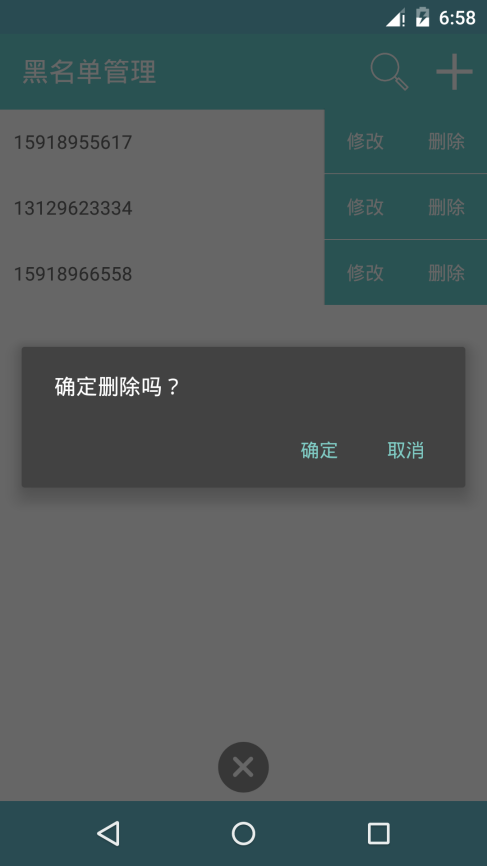 6:58
黑名单管理
15918955617 修改 删除
13129623334 修改 删除
15918966558 修改 删除
确定删除吗？
确定 取消